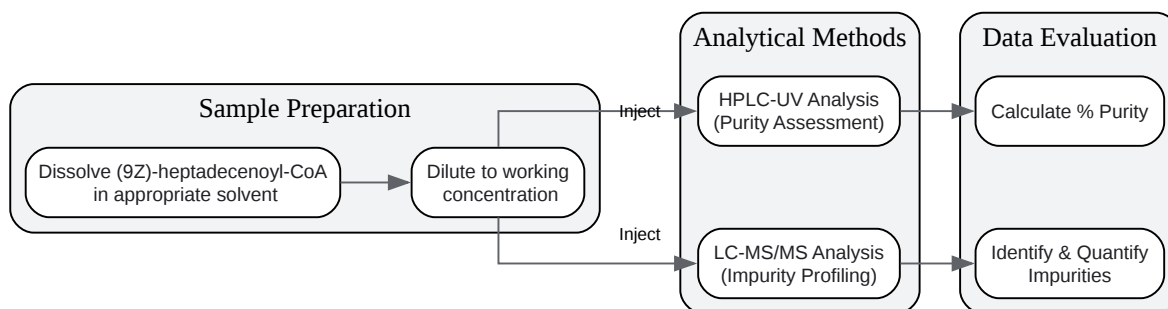 Sample Preparation
Dissolve (9Z)-heptadecenoyl-CoA
in appropriate solvent
Dilute to working
concentration
Inject
Inject
Analytical Methods
HPLC-UV Analysis
(Purity Assessment)
LC-MS/MS Analysis
(Impurity Profiling)
Data Evaluation
Calculate % Purity
Identify & Quantify
Impurities